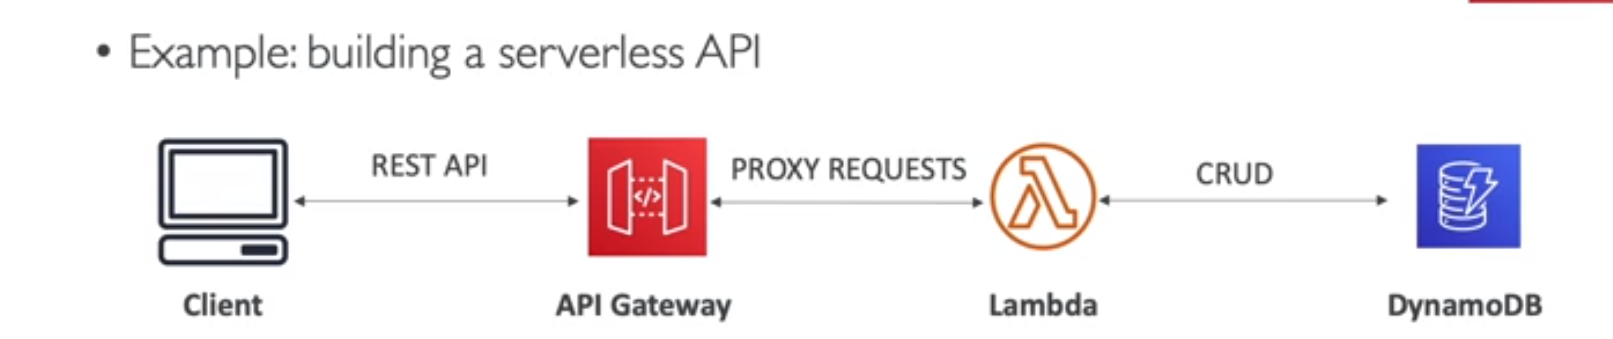 • Example: building a serverless API
REST API
PROXY REQUESTS
CRUD
</>
Client
API Gateway
Lambda
DynamoDB